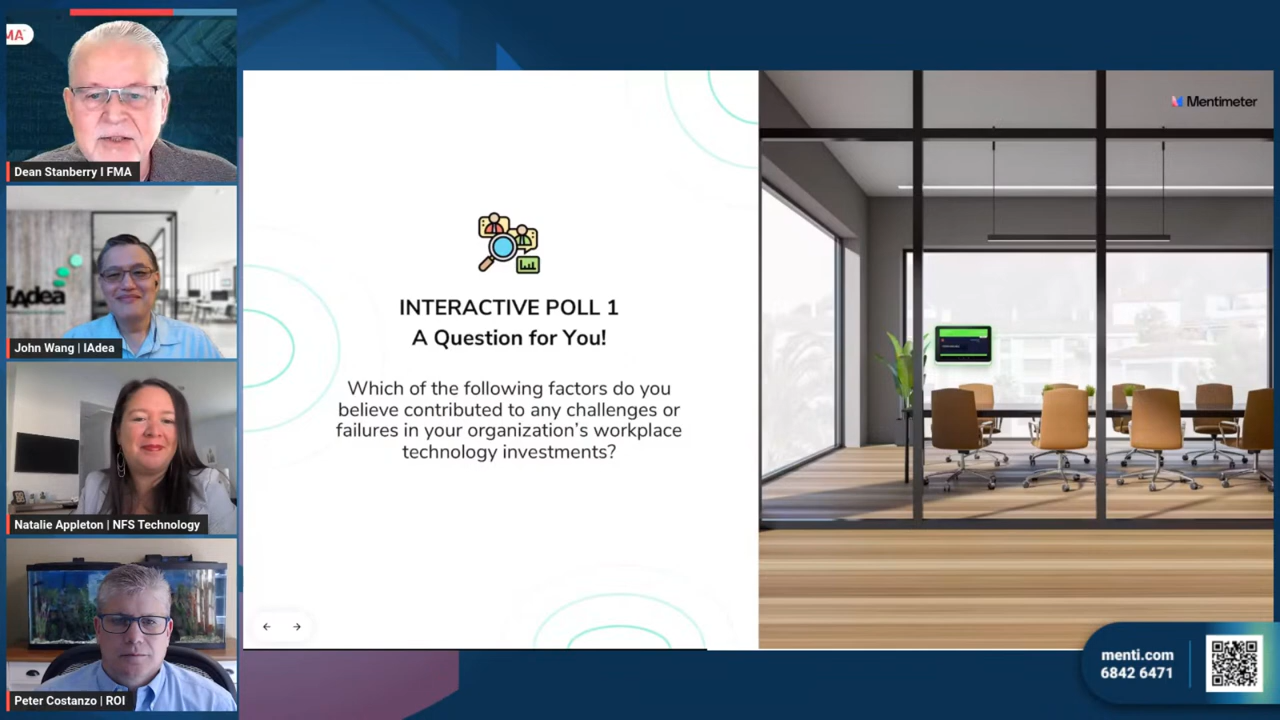 MA
Dean Stanberry I FMA
IAdea
John Wang | IAdea
Natalie Appleton | NFS Technology
Peter Costanzo | ROI
INTERACTIVE POLL 1
A Question for You!
Which of the following factors do you
believe contributed to any challenges or
failures in your organization's workplace
technology investments?
Mentimeter
menti.com
6842 6471